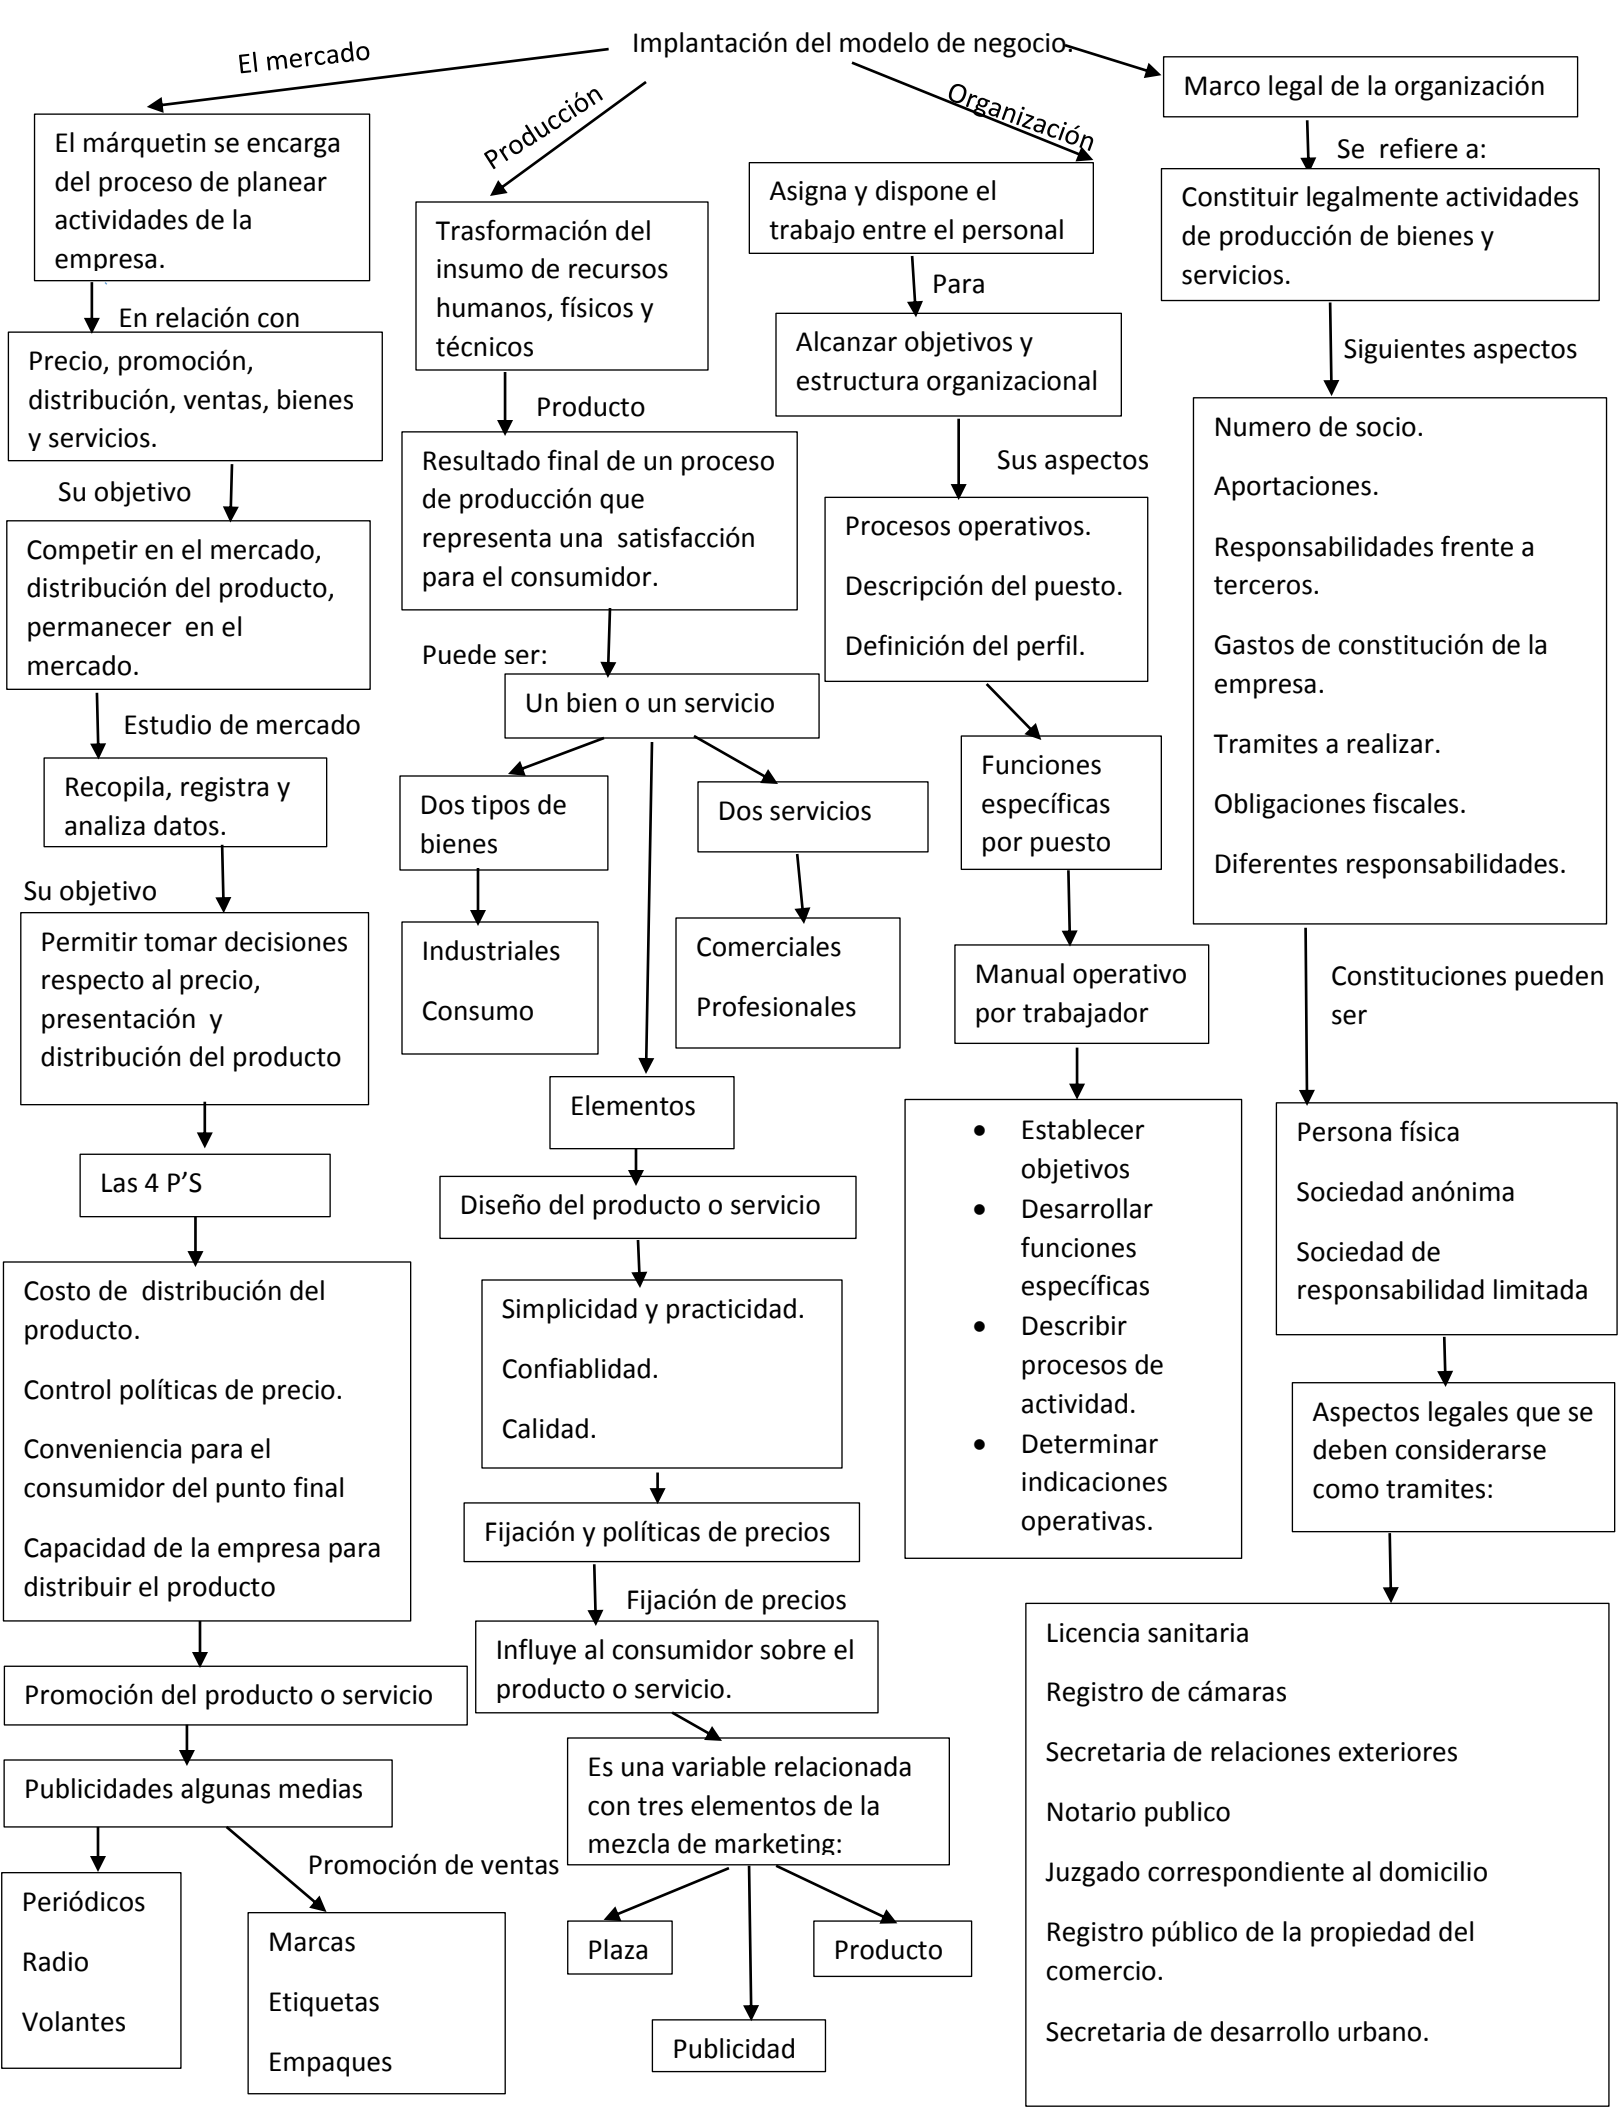 Implantación del modelo de negocio.
El mercado
El márquetin se encarga
del proceso de planear
actividades de la
empresa.
En relación con
Precio, promoción,
distribución, ventas, bienes
y servicios.
Su objetivo
Competir en el mercado,
distribución del producto,
permanecer en el
mercado.
Estudio de mercado
Recopila, registra y
analiza datos.
Su objetivo
Permitir tomar decisiones
respecto al precio,
presentación y
distribución del producto
Las 4 P’S
Costo de distribución del
producto.
Control políticas de precio.
Conveniencia para el
consumidor del punto final
Capacidad de la empresa para
distribuir el producto
Promoción del producto o servicio
Publicidades algunas medias
Periódicos
Radio
Volantes
Promoción de ventas
Marcas
Etiquetas
Empaques
Producción
Trasformación del
insumo de recursos
humanos, físicos y
técnicos
Producto
Resultado final de un proceso
de producción que
representa una satisfacción
para el consumidor.
Puede ser:
Un bien o un servicio
Dos tipos de
bienes
Industriales
Consumo
Dos servicios
Comerciales
Profesionales
Elementos
Diseño del producto o servicio
Simplicidad y practicidad.
Confiablidad.
Calidad.
Fijación y políticas de precios
Fijación de precios
Influye al consumidor sobre el
producto o servicio.
Es una variable relacionada
con tres elementos de la
mezcla de marketing:
Plaza
Publicidad
Producto
Organización
Asigna y dispone el
trabajo entre el personal
Para
Alcanzar objetivos y
estructura organizacional
Sus aspectos
Procesos operativos.
Descripción del puesto.
Definición del perfil.
Funciones
específicas
por puesto
Manual operativo
por trabajador
• Establecer
objetivos
• Desarrollar
funciones
específicas
• Describir
procesos de
actividad.
• Determinar
indicaciones
operativas.
Marco legal de la organización
Se refiere a:
Constituir legalmente actividades
de producción de bienes y
servicios.
Siguientes aspectos
Numero de socio.
Aportaciones.
Responsabilidades frente a
terceros.
Gastos de constitución de la
empresa.
Tramites a realizar.
Obligaciones fiscales.
Diferentes responsabilidades.
Constituciones pueden
ser
Persona física
Sociedad anónima
Sociedad de
responsabilidad limitada
Aspectos legales que se
deben considerarse
como tramites:
Licencia sanitaria
Registro de cámaras
Secretaria de relaciones exteriores
Notario publico
Juzgado correspondiente al domicilio
Registro público de la propiedad del
comercio.
Secretaria de desarrollo urbano.